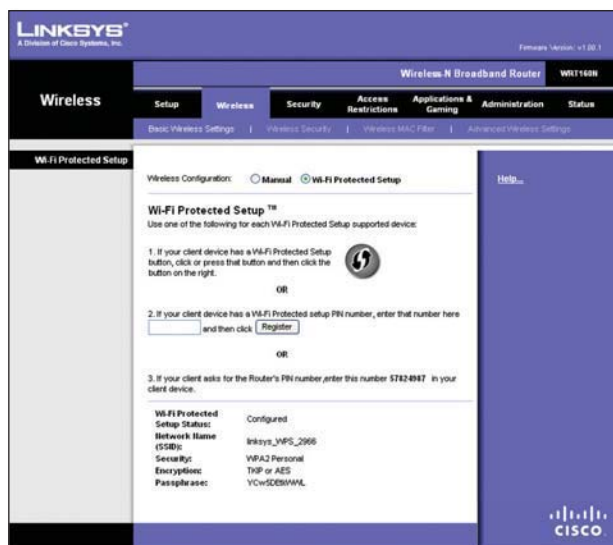 LINKSYS®
A Division of Cisco Systems, Inc.
Firmware Version: v1.00.1
Wireless-N Broadband Router WRT160N
Wireless
Setup Wireless Security Access Restrictions Applications & Gaming Administration Status
Basic Wireless Settings | Wireless Security | Wireless MAC Filter | Advanced Wireless Settings
Wi-Fi Protected Setup
Help...
Wireless Configuration: Manual Wi-Fi Protected Setup
Wi-Fi Protected Setup ™
Use one of the following for each Wi-Fi Protected Setup supported device:
1. If your client device has a Wi-Fi Protected Setup
button, click or press that button and then click the
button on the right.
OR
2. If your client device has a Wi-Fi Protected setup PIN number, enter that number here
and then click Register
OR
3. If your client asks for the Router's PIN number,enter this number 57824987 in your
client device.
Wi-Fi Protected
Setup Status: Configured
Network Name
(SSID): linksys_WPS_2966
Security: WPA2 Personal
Encryption: TKIP or AES
Passphrase:
CISCO